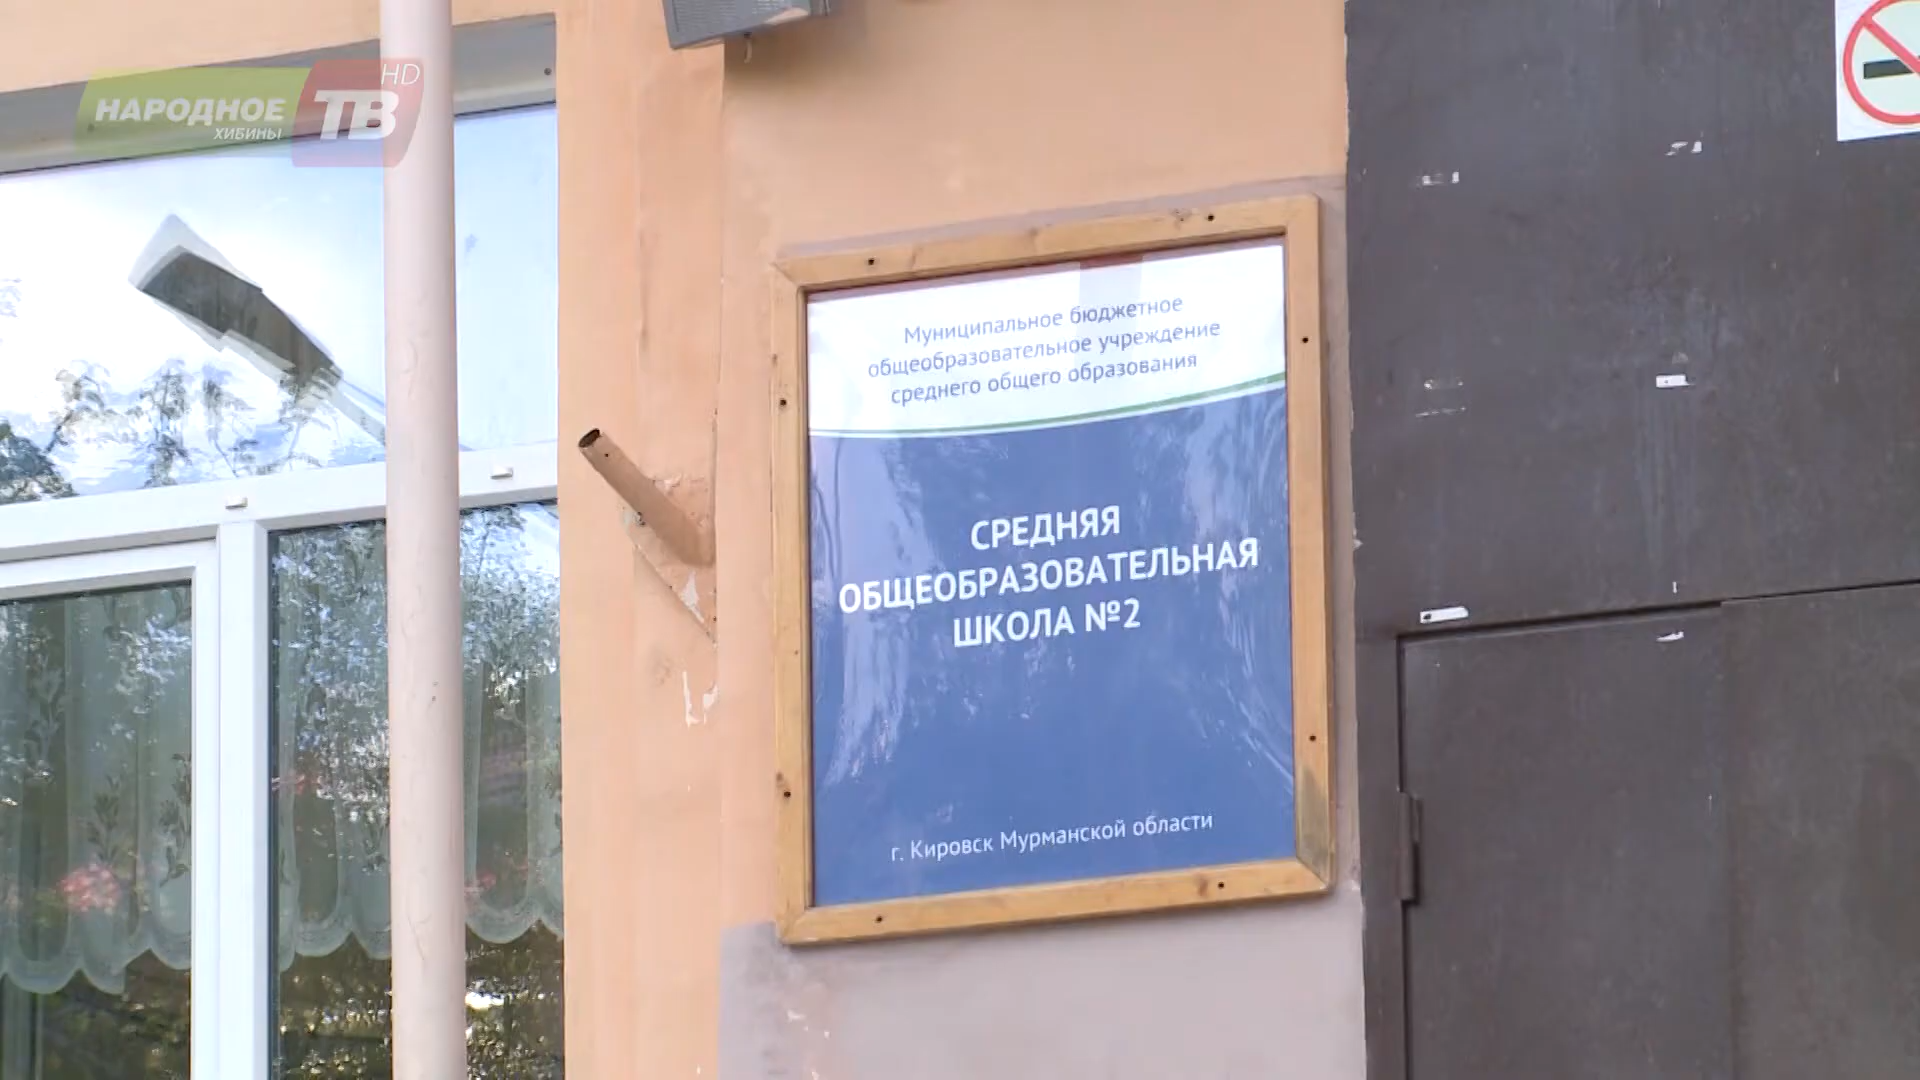 НАРОДНОЕ
ХИБИНЫ
ТВ
HD
Муниципальное бюджетное
общеобразовательное учреждение
среднего общего образования
СРЕДНЯЯ
ОБЩЕОБРАЗОВАТЕЛЬНАЯ
ШКОЛА №2
г. Кировск Мурманской области